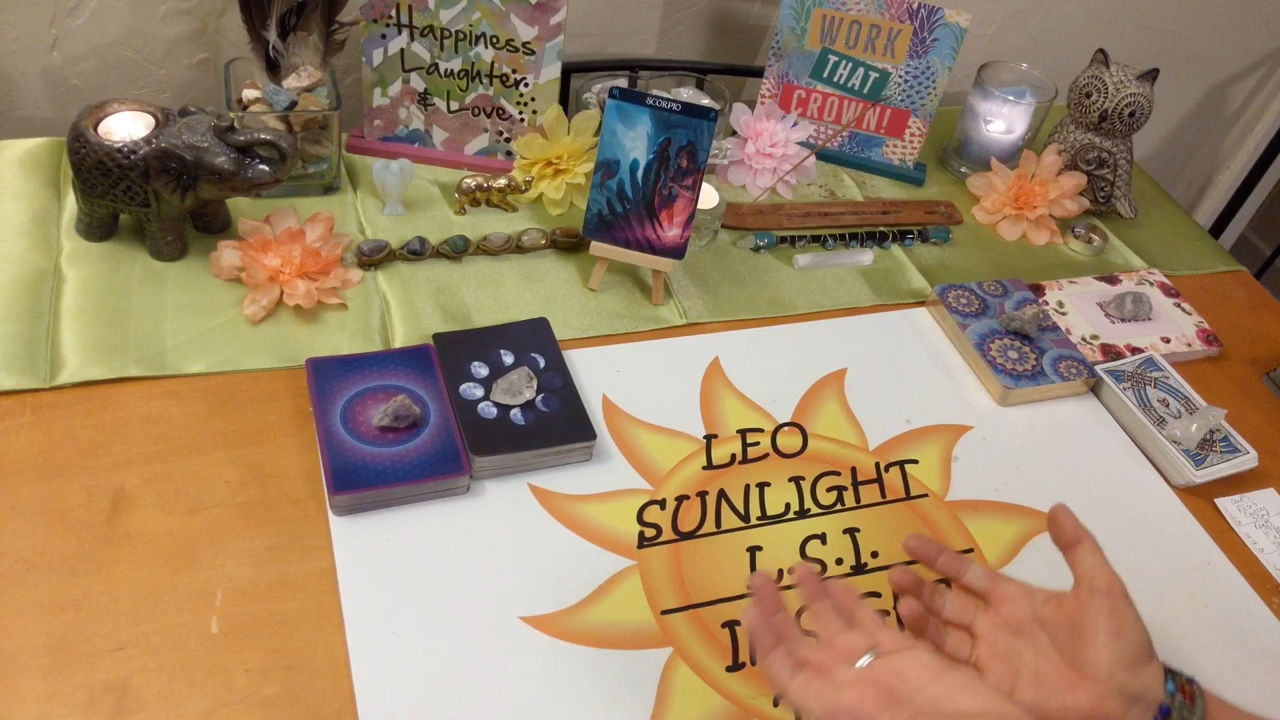 Happiness
Laughter
& Love
WORK
THAT
CROWN!
SCORPIO
LEO
SUNLIGHT
L.S.I.